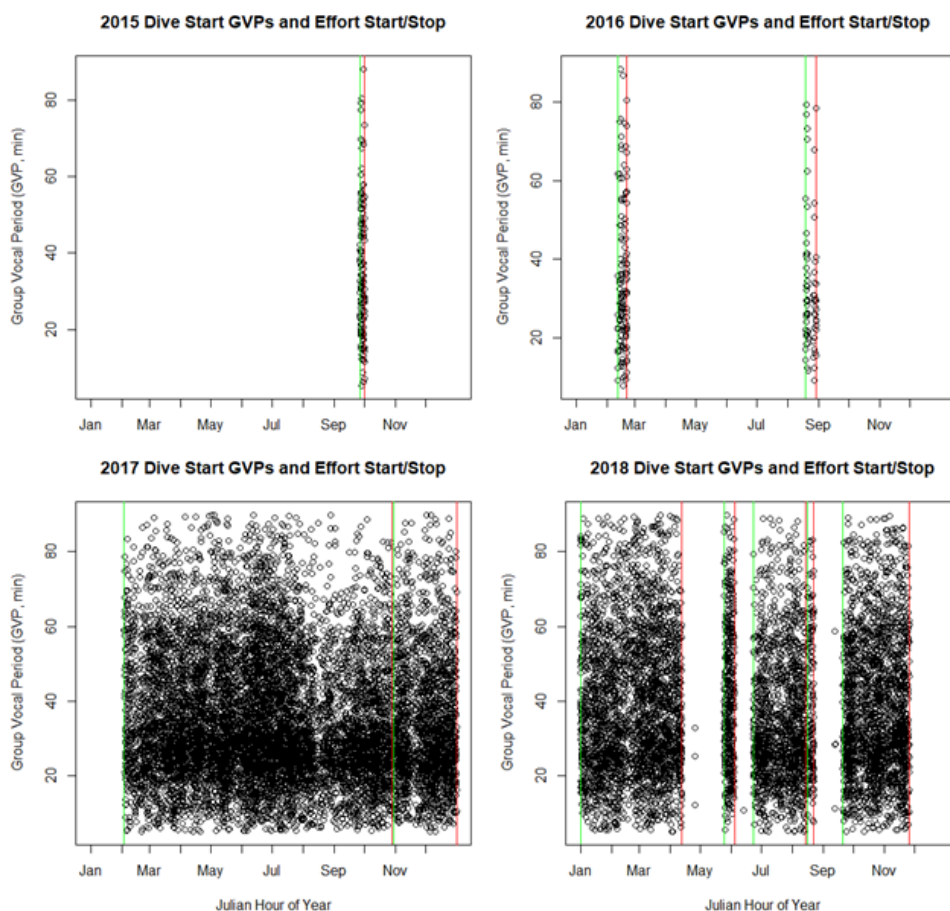 2015 Dive Start GVPs and Effort Start/Stop
Group Vocal Period (GVP, min)
80
60
40
20
Jan Mar May Jul Sep Nov
2016 Dive Start GVPs and Effort Start/Stop
Group Vocal Period (GVP, min)
80
60
40
20
Jan Mar May Jul Sep Nov
2017 Dive Start GVPs and Effort Start/Stop
Group Vocal Period (GVP, min)
80
60
40
20
Jan Mar May Jul Sep Nov
Julian Hour of Year
2018 Dive Start GVPs and Effort Start/Stop
Group Vocal Period (GVP, min)
80
60
40
20
Jan Mar May Jul Sep Nov
Julian Hour of Year